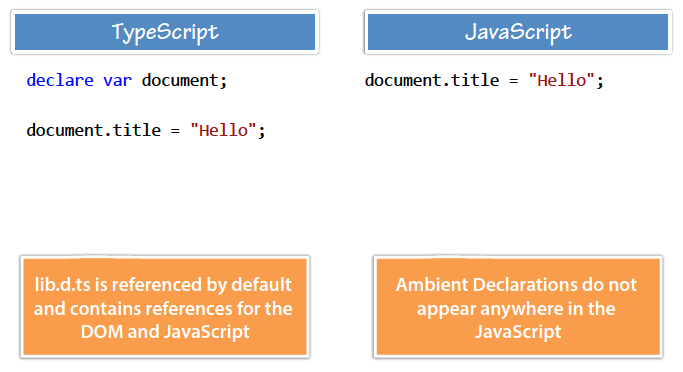 TypeScript
declare var document;
document.title = "Hello";
lib.d.ts is referenced by default
and contains references for the
DOM and JavaScript
JavaScript
document.title = "Hello";
Ambient Declarations do not
appear anywhere in the
JavaScript